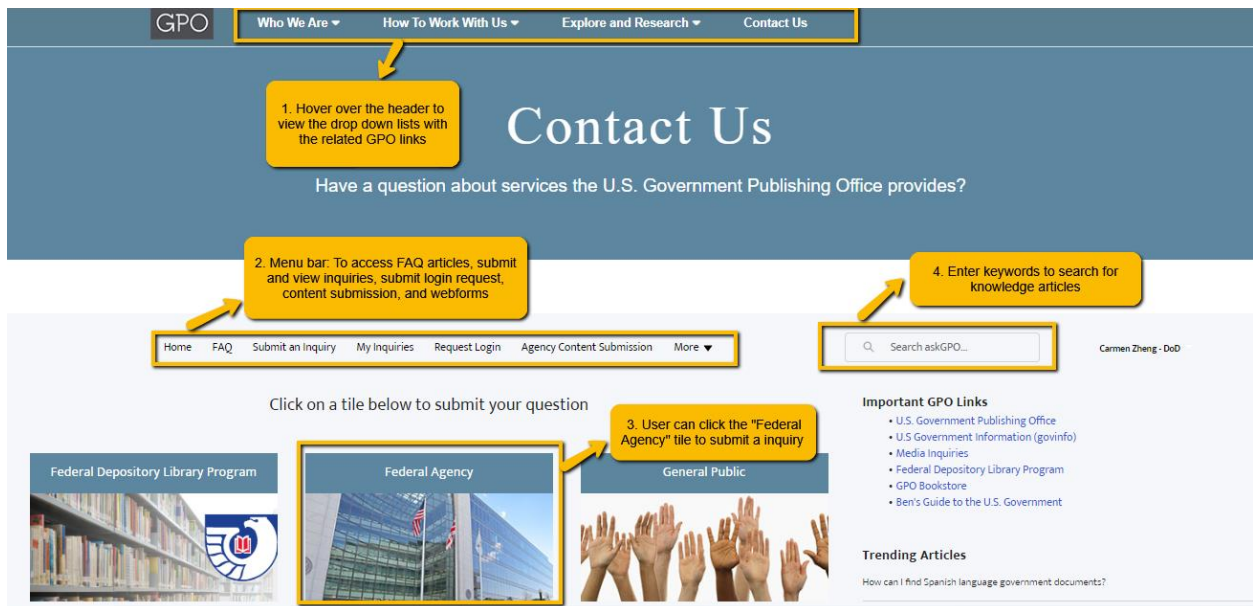 GPO Who We Are How To Work With Us Explore and Research Contact Us
1. Hover over the header to
view the drop down lists with
the related GPO links
Contact Us
Have a question about services the U.S. Government Publishing Office provides?
2. Menu bar: To access FAQ articles, submit
and view inquiries, submit login request,
content submission, and webforms
4. Enter keywords to search for
knowledge articles
Home FAQ Submit an Inquiry My Inquiries Request Login Agency Content Submission More
Search askGPO...
Carmen Zheng - DoD
Click on a tile below to submit your question
3. User can click the "Federal
Agency" tile to submit a inquiry
Federal Depository Library Program
Federal Agency
General Public
Important GPO Links
• U.S. Government Publishing Office
• U.S Government Information (govinfo)
• Media Inquiries
• Federal Depository Library Program
• GPO Bookstore
• Ben's Guide to the U.S. Government
Trending Articles
How can I find Spanish language government documents?